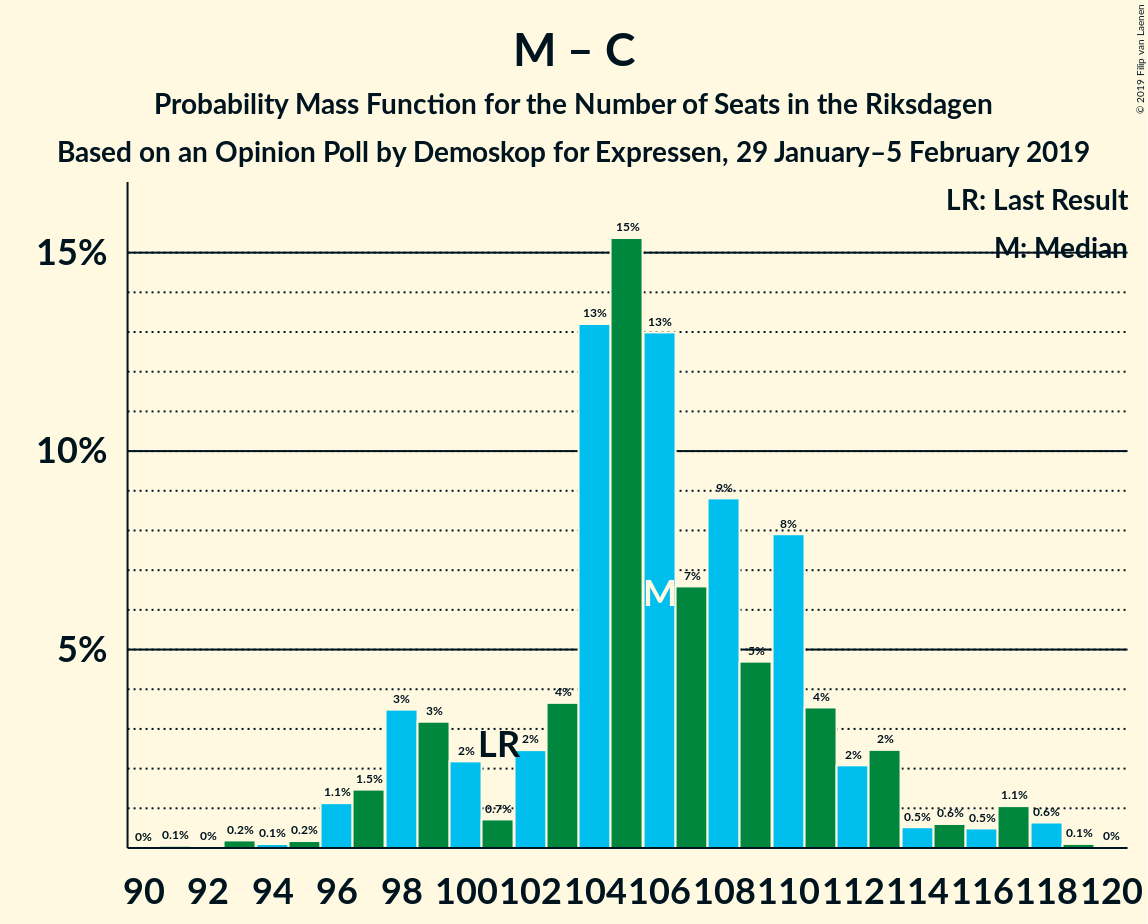 M – C
Probability Mass Function for the Number of Seats in the Riksdagen
Based on an Opinion Poll by Demoskop for Expressen, 29 January–5 February 2019
© 2019 Filip van Laenen
LR: Last Result
M: Median
15%
10%
5%
0% 0.1% 0% 0.2% 0.1% 0.2% 1.1% 1.5% 3% 3% 2% 0.7% 2% 4% 13% 15% 13% 7% 9% 5% 8% 4% 2% 2% 0.5% 0.6% 0.5% 1.1% 0.6% 0.1% 0%
LR
M
90 92 94 96 98 100 102 104 106 108 110 112 114 116 118 120